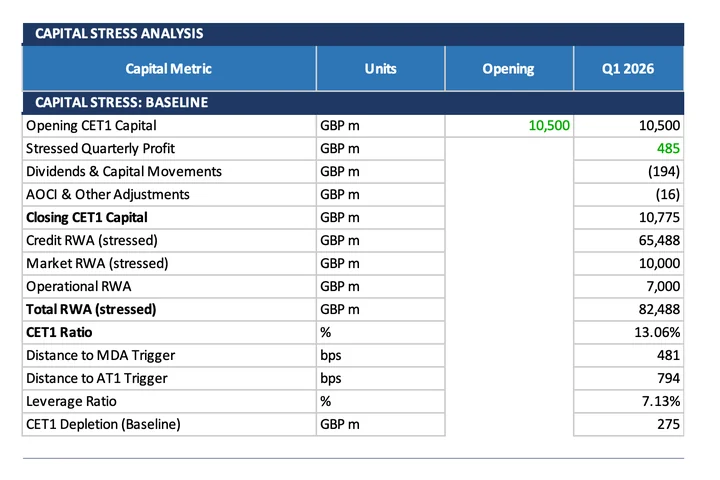 CAPITAL STRESS ANALYSIS
Capital Metric Units Opening Q1 2026
CAPITAL STRESS: BASELINE
Opening CET1 Capital GBP m 10,500 10,500
Stressed Quarterly Profit GBP m 485
Dividends & Capital Movements GBP m (194)
AOCI & Other Adjustments GBP m (16)
Closing CET1 Capital GBP m 10,775
Credit RWA (stressed) GBP m 65,488
Market RWA (stressed) GBP m 10,000
Operational RWA GBP m 7,000
Total RWA (stressed) GBP m 82,488
CET1 Ratio % 13.06%
Distance to MDA Trigger bps 481
Distance to AT1 Trigger bps 794
Leverage Ratio % 7.13%
CET1 Depletion (Baseline) GBP m 275